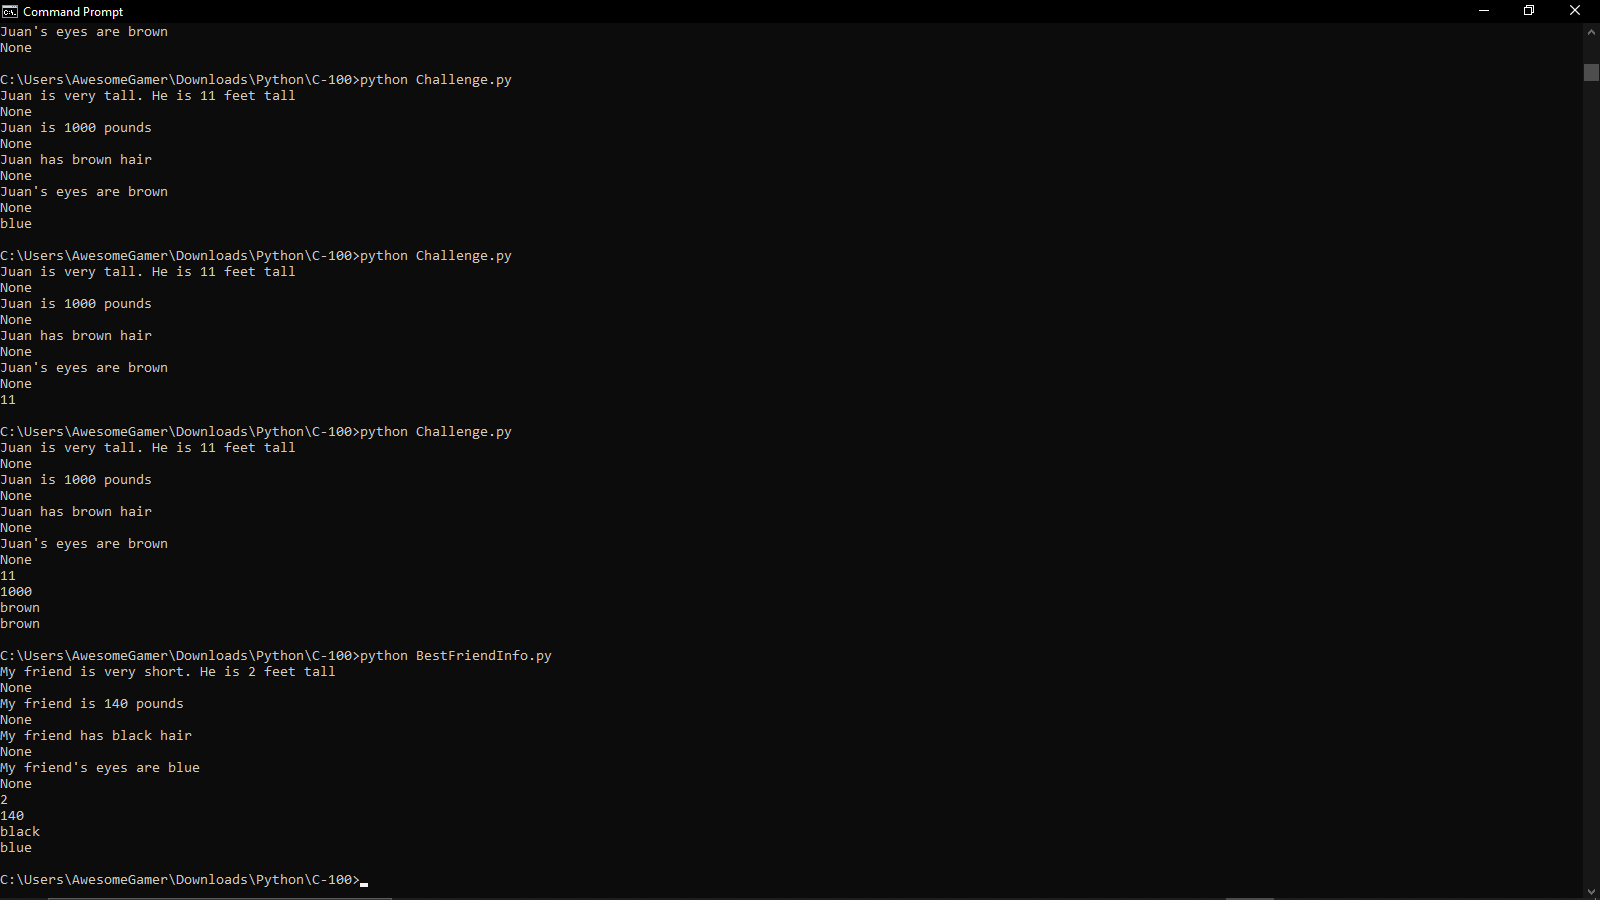 Command Prompt
Juan's eyes are brown
None
C:\Users\AwesomeGamer\Downloads\Python\C-100>python Challenge.py
Juan is very tall. He is 11 feet tall
None
Juan is 1000 pounds
None
Juan has brown hair
None
Juan's eyes are brown
None
blue
C:\Users\AwesomeGamer\Downloads\Python\C-100>python Challenge.py
Juan is very tall. He is 11 feet tall
None
Juan is 1000 pounds
None
Juan has brown hair
None
Juan's eyes are brown
None
11
C:\Users\AwesomeGamer\Downloads\Python\C-100>python Challenge.py
Juan is very tall. He is 11 feet tall
None
Juan is 1000 pounds
None
Juan has brown hair
None
Juan's eyes are brown
None
11
1000
brown
brown
C:\Users\AwesomeGamer\Downloads\Python\C-100>python BestFriendInfo.py
My friend is very short. He is 2 feet tall
None
My friend is 140 pounds
None
My friend has black hair
None
My friend's eyes are blue
None
2
140
black
blue
C:\Users\AwesomeGamer\Downloads\Python\C-100>